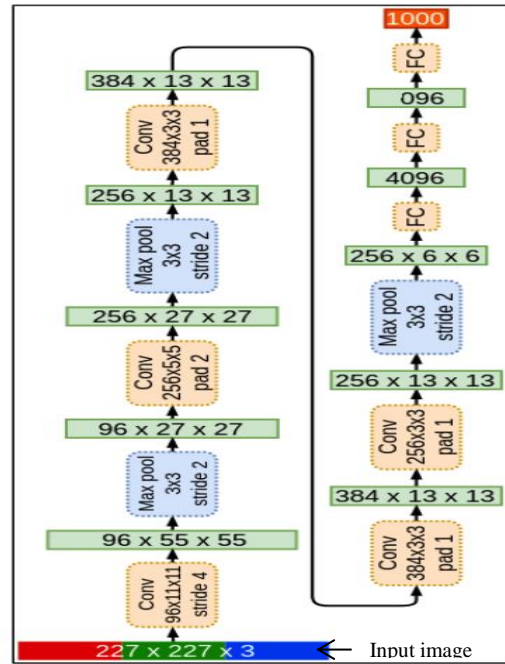 1000
FC
096
FC
4096
FC
256 x 6 x 6
Max pool
3x3
stride 2
256 x 13 x 13
Conv
256x3x3
pad 1
384 x 13 x 13
Conv
384x3x3
pad 1
384 x 13 x 13
Conv
384x3x3
pad 1
256 x 13 x 13
Max pool
3x3
stride 2
256 x 27 x 27
Conv
256x5x5
pad 2
96 x 27 x 27
Max pool
3x3
stride 2
96 x 55 x 55
Conv
96x11x11
stride 4
227 x 227 x 3
Input image